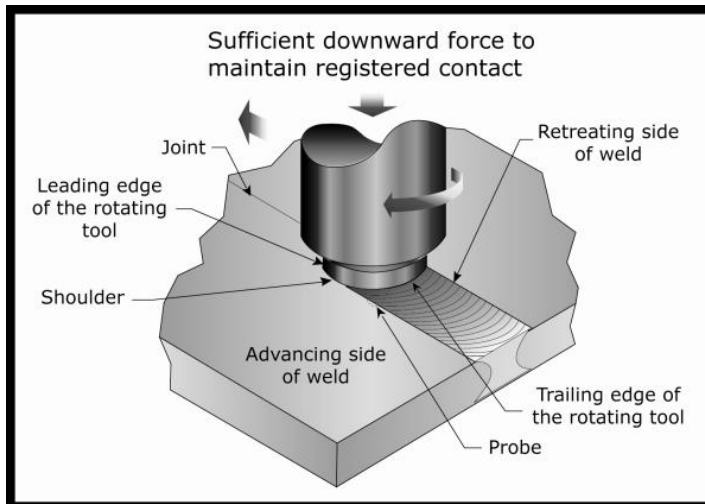 Sufficient downward force to
maintain registered contact
Joint
Retreating side
of weld
Leading edge
of the rotating
tool
Shoulder
Advancing side
of weld
Trailing edge of
the rotating tool
Probe